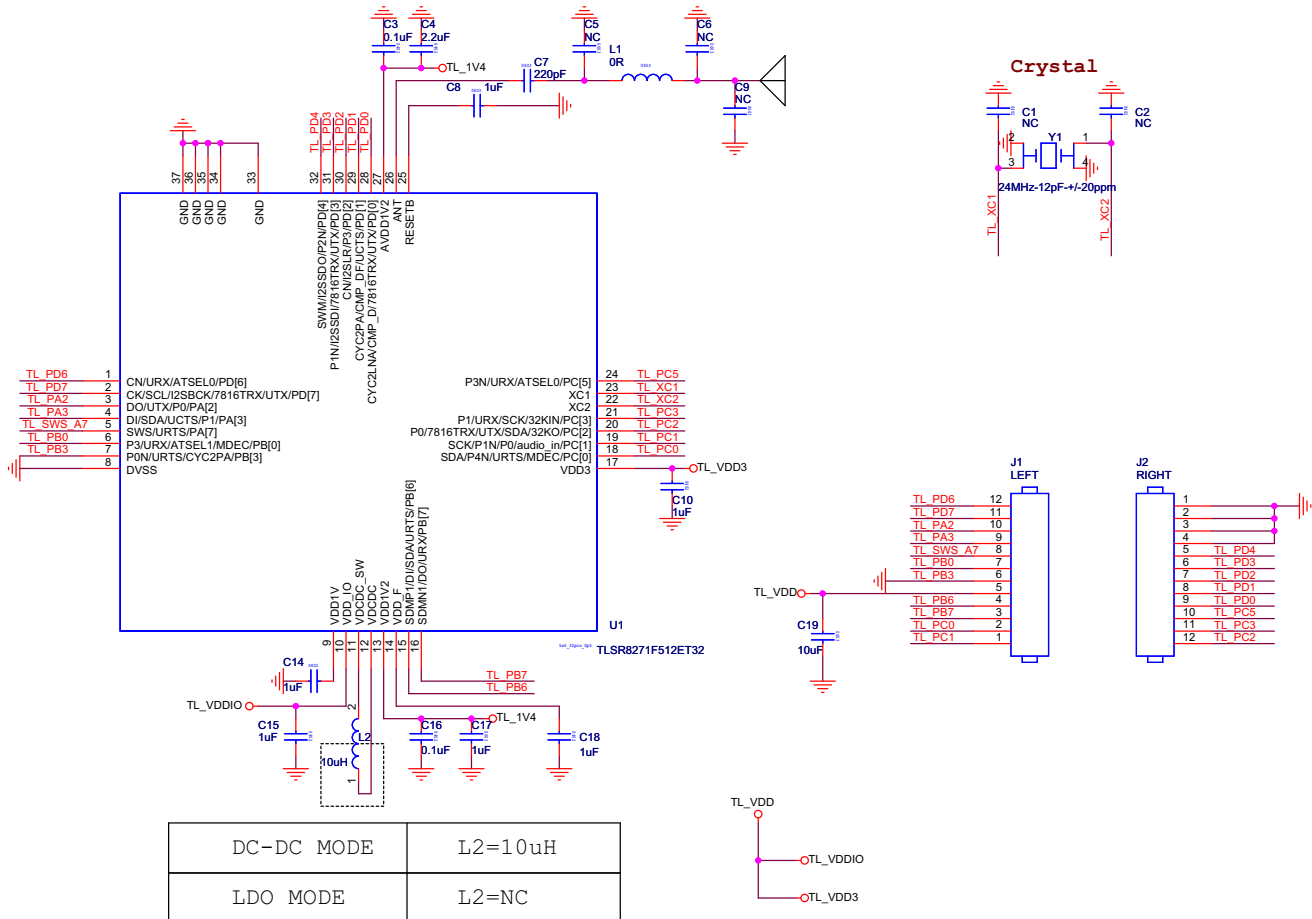 C3
0.1uF
C4
2.2uF
TL_1V4
C5
NC
C6
NC
L1
0R
C7
220pF
C8
1uF
C9
NC
Crystal
C1
NC
C2
NC
Y1
2
1
3
4
24MHz-12pF-+/-20ppm
TL_XC1
TL_XC2
TL_PD4
TL_PD3
TL_PD2
TL_PD1
TL_PD0
37
36
35
34
33
32
31
30
29
28
27
26
25
GND
GND
GND
GND
GND
SWM/I2SSDO/P2N/PD[4]
P1N/I2SSDI/7816TRX/UTX/PD[3]
CN/I2SLR/P3/PD[2]
CYC2PA/CMP_DF/UCTS/PD[1]
CYC2LNA/CMP_D/7816TRX/UTX/PD[0]
AVDD1V2
ANT
RESETB
TL_PD6 1 CN/URX/ATSEL0/PD[6]
TL_PD7 2 CK/SCL/I2SBCK/7816TRX/UTX/PD[7]
TL_PA2 3 DO/UTX/P0/PA[2]
TL_PA3 4 DI/SDA/UCTS/P1/PA[3]
TL_SWS_A7 5 SWS/URTS/PA[7]
TL_PB0 6 P3/URX/ATSEL1/MDEC/PB[0]
TL_PB3 7 P0N/URTS/CYC2PA/PB[3]
8 DVSS
P3N/URX/ATSEL0/PC[5] 24 TL_PC5
XC1 23 TL_XC1
XC2 22 TL_XC2
P1/URX/SCK/32KIN/PC[3] 21 TL_PC3
P0/7816TRX/UTX/SDA/32KO/PC[2] 20 TL_PC2
SCK/P1N/P0/audio_in/PC[1] 19 TL_PC1
SDA/P4N/URTS/MDEC/PC[0] 18 TL_PC0
VDD3 17
TL_VDD3
C10
1uF
VDD1V
VDD_IO
VDCDC_SW
VDCDC
VDD1V2
VDD_F
SDMP1/DI/SDA/URTS/PB[6]
SDMN1/DO/URX/PB[7]
9
10
11
12
13
14
15
16
U1
TLSR8271F512ET32
TL_PB7
TL_PB6
C14
1uF
TL_VDDIO
C15
1uF
2
L2
10uH
1
C16
0.1uF
C17
1uF
TL_1V4
C18
1uF
J1
LEFT
TL_PD6 12
TL_PD7 11
TL_PA2 10
TL_PA3 9
TL_SWS_A7 8
TL_PB0 7
TL_PB3 6
5
TL_PB6 4
TL_PB7 3
TL_PC0 2
TL_PC1 1
TL_VDD
C19
10uF
J2
RIGHT
1
2
3
4
5 TL_PD4
6 TL_PD3
7 TL_PD2
8 TL_PD1
9 TL_PD0
10 TL_PC5
11 TL_PC3
12 TL_PC2
TL_VDD
TL_VDDIO
TL_VDD3
DC-DC MODE L2=10uH
LDO MODE L2=NC